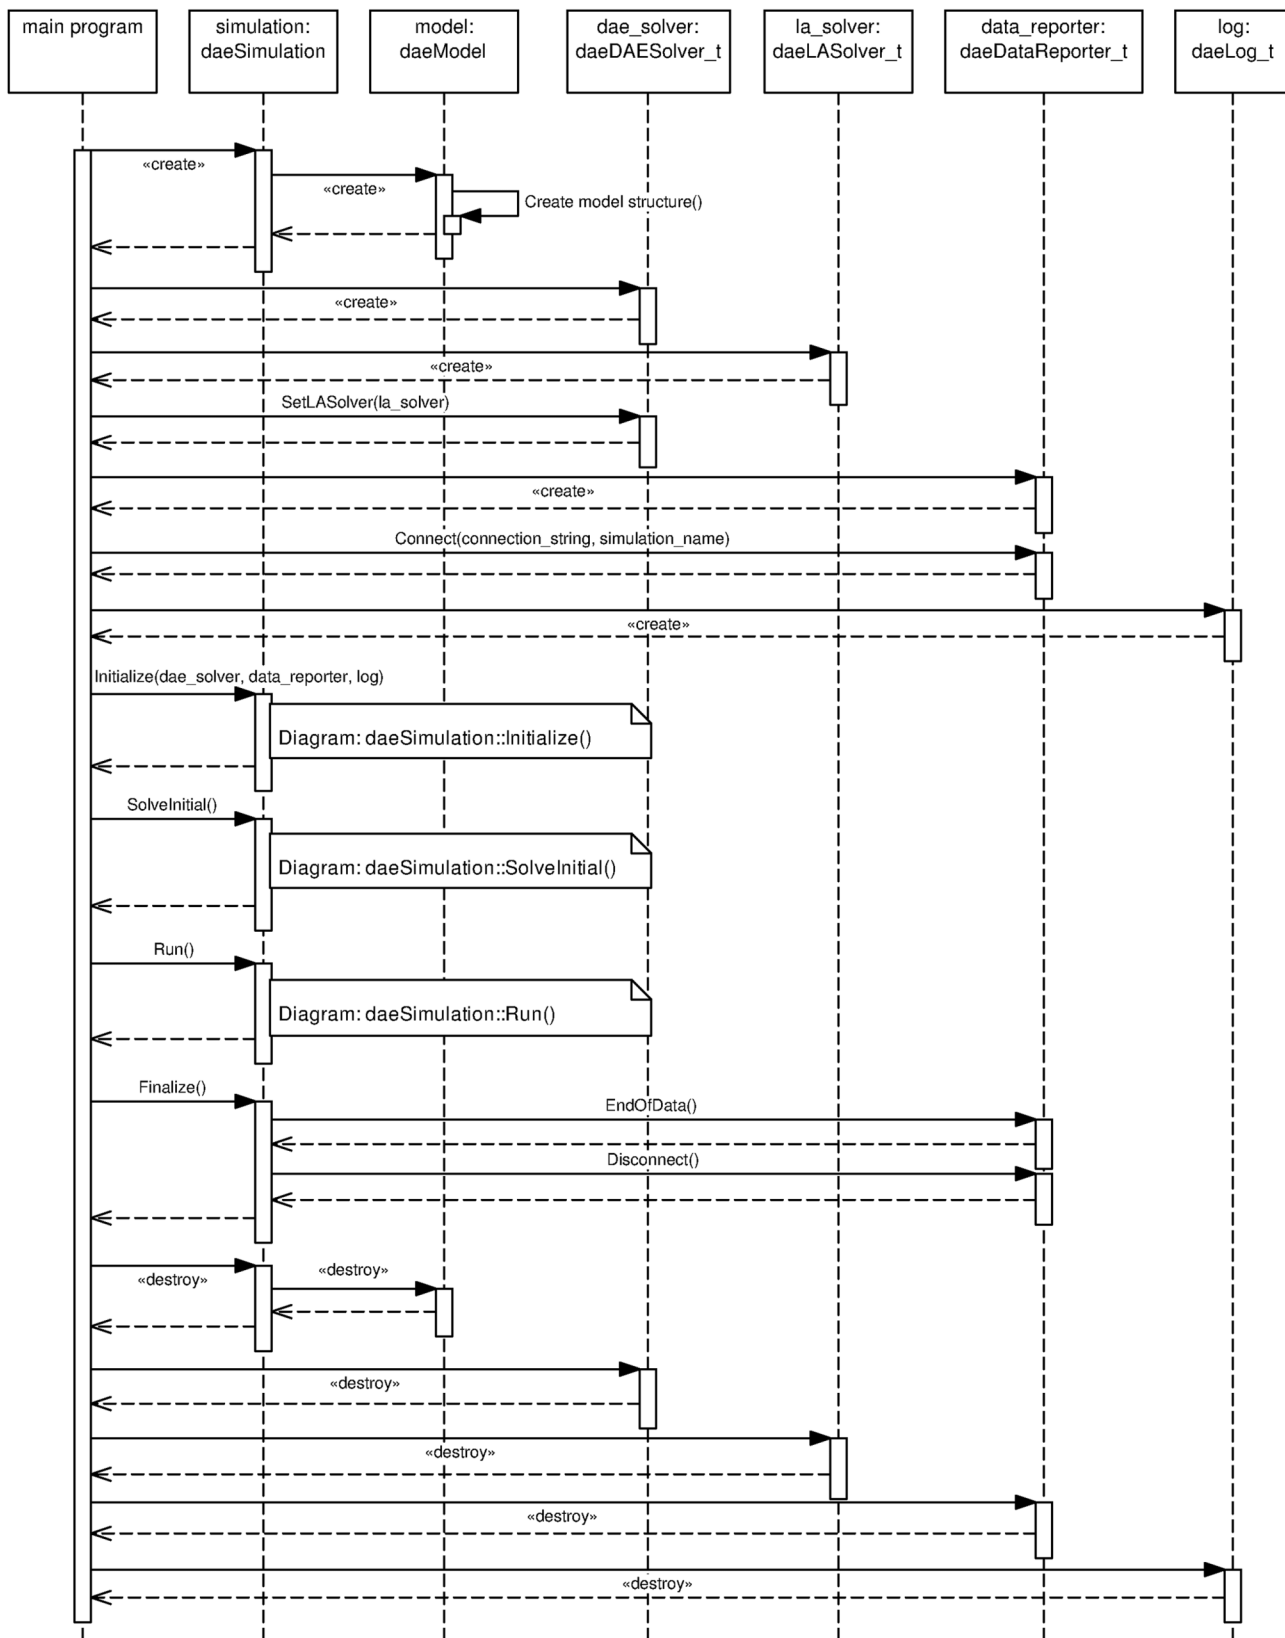 main program
simulation:
daeSimulation
model:
daeModel
dae_solver:
daeDAESolver_t
la_solver:
daeLASolver_t
data_reporter:
daeDataReporter_t
log:
daeLog_t
«create»
«create»
Create model structure()
«create»
«create»
SetLASolver(la_solver)
«create»
Connect(connection_string, simulation_name)
«create»
Initialize(dae_solver, data_reporter, log)
Diagram: daeSimulation::Initialize()
SolveInitial()
Diagram: daeSimulation::SolveInitial()
Run()
Diagram: daeSimulation::Run()
Finalize()
EndOfData()
Disconnect()
«destroy»
«destroy»
«destroy»
«destroy»
«destroy»
«destroy»